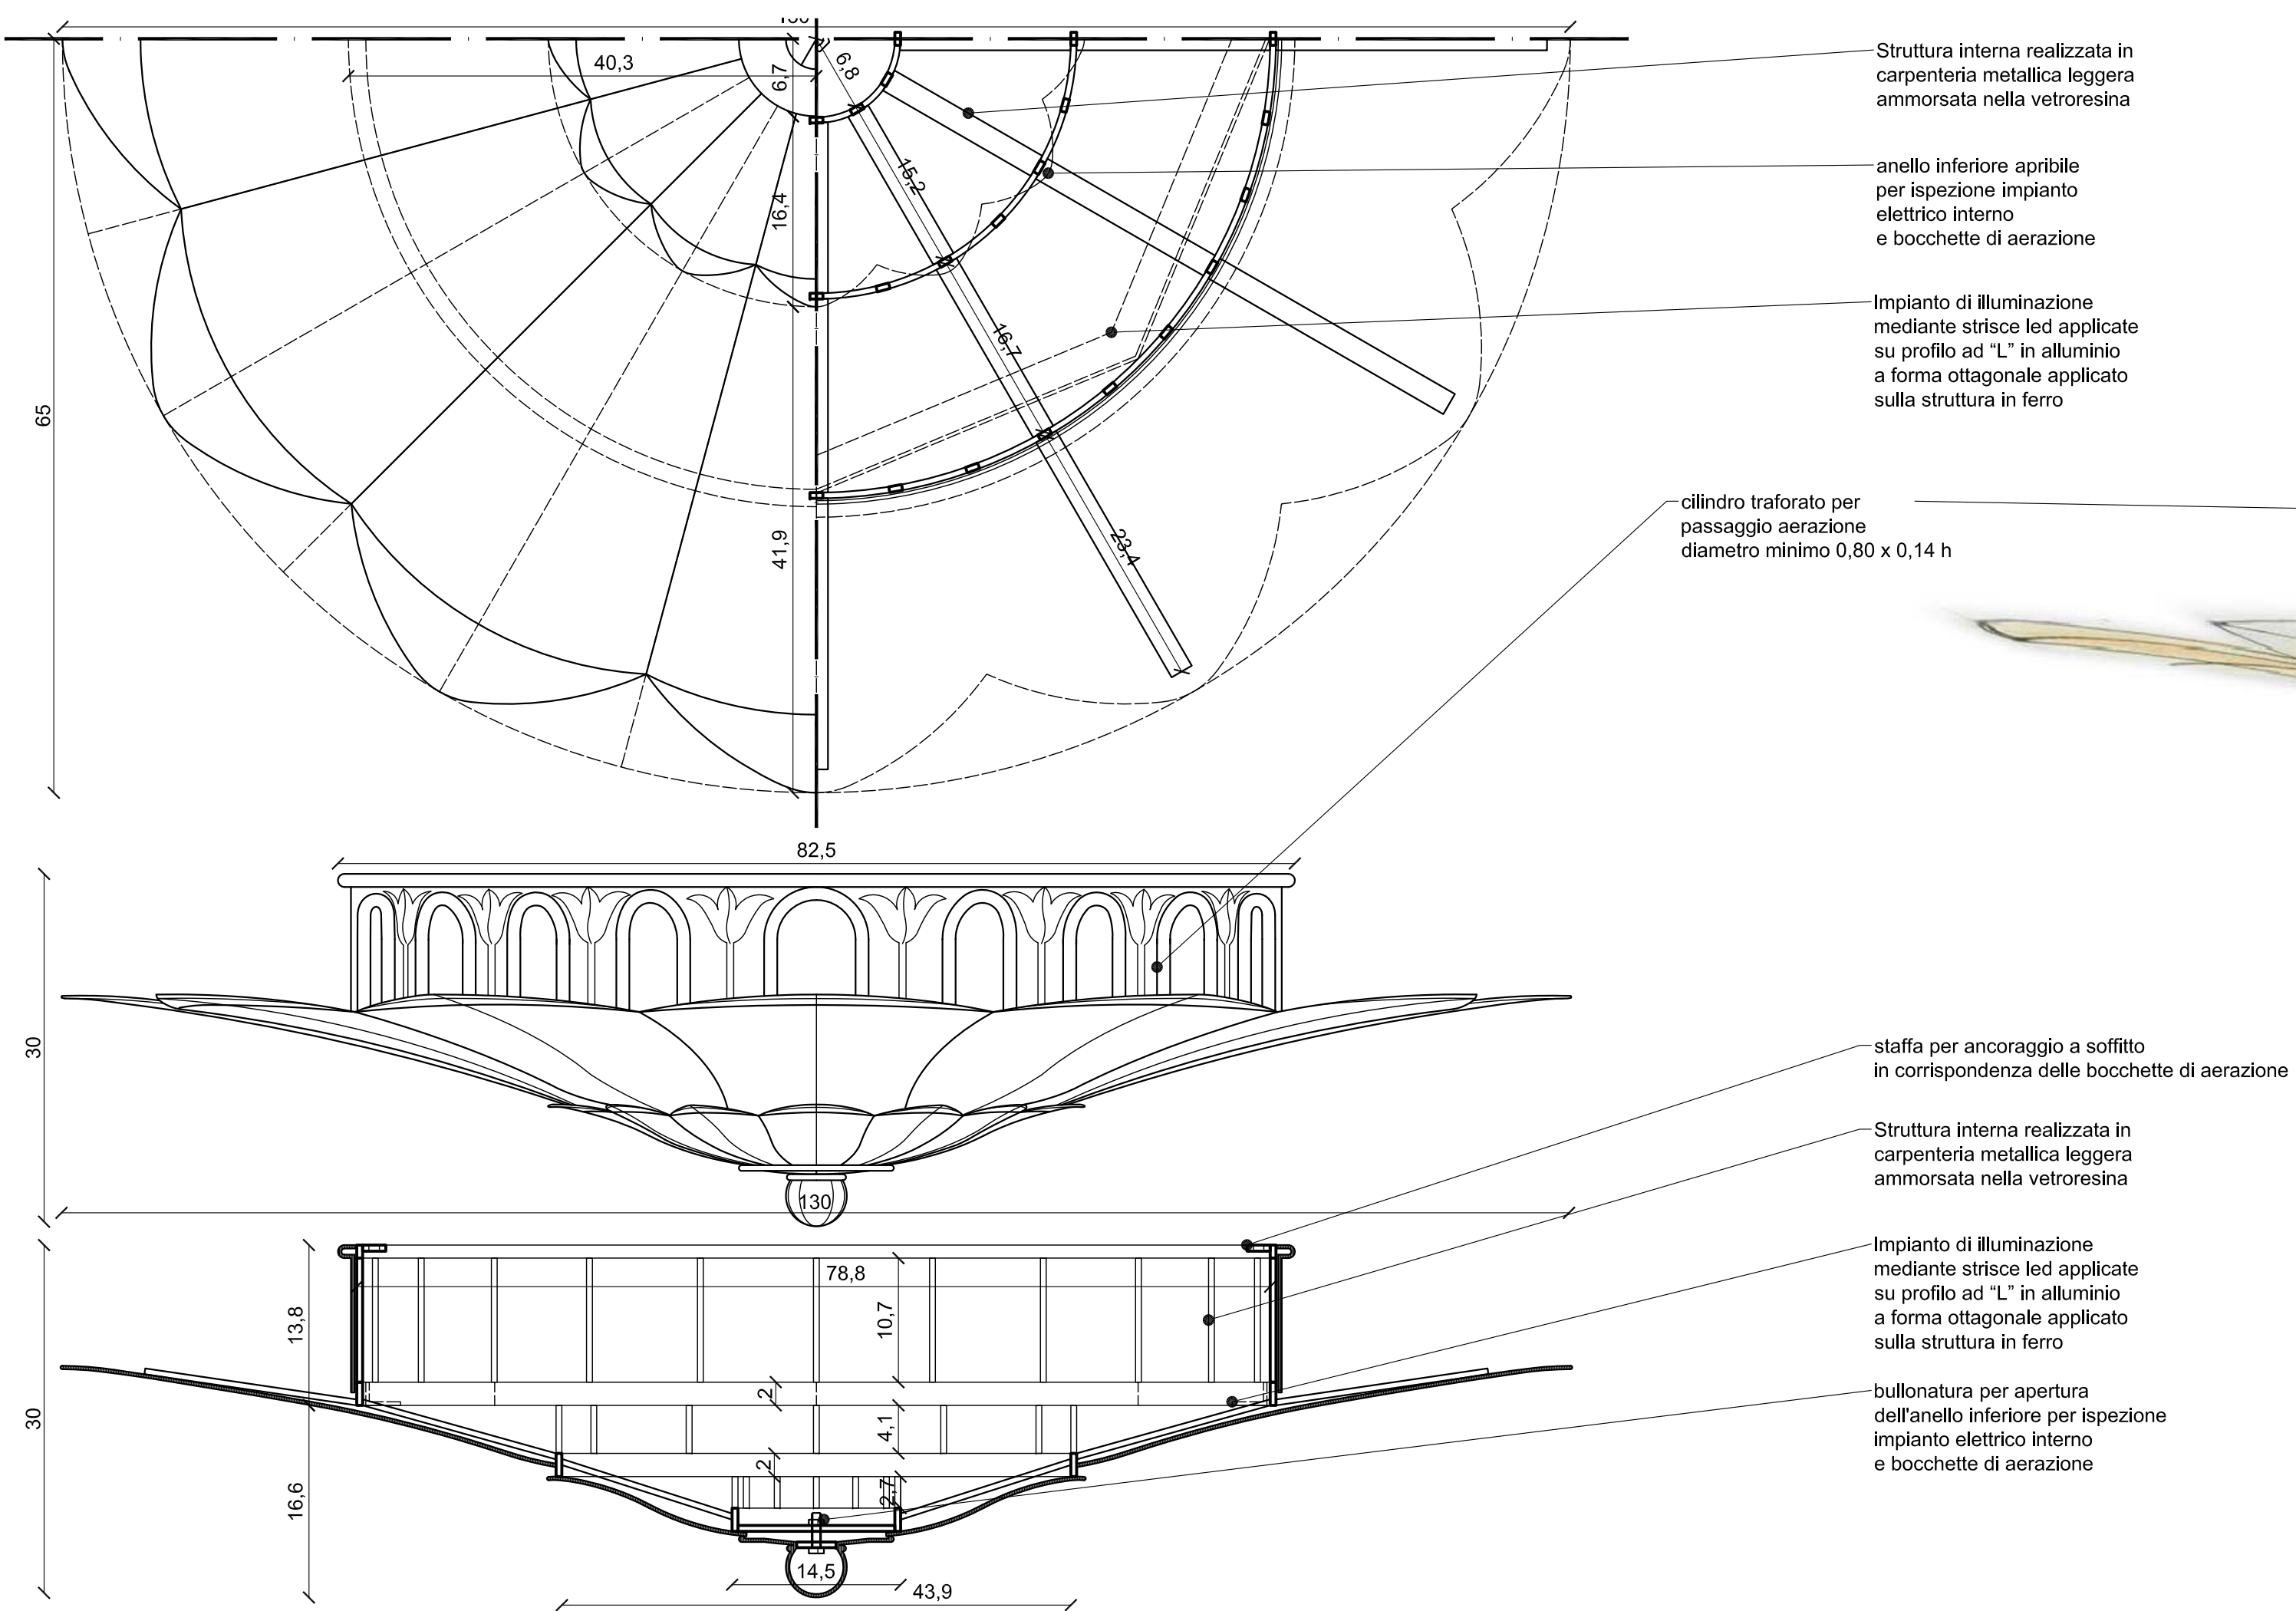 130
40,3
6,7
6,8
15,2
16,4
16,7
41,9
23,4
65
Struttura interna realizzata in
carpenteria metallica leggera
ammorsata nella vetroresina
anello inferiore apribile
per ispezione impianto
elettrico interno
e bocchette di aerazione
Impianto di illuminazione
mediante strisce led applicate
su profilo ad “L” in alluminio
a forma ottagonale applicato
sulla struttura in ferro
cilindro traforato per
passaggio aerazione
diametro minimo 0,80 x 0,14 h
82,5
30
130
staffa per ancoraggio a soffitto
in corrispondenza delle bocchette di aerazione
Struttura interna realizzata in
carpenteria metallica leggera
ammorsata nella vetroresina
Impianto di illuminazione
mediante strisce led applicate
su profilo ad “L” in alluminio
a forma ottagonale applicato
sulla struttura in ferro
bullonatura per apertura
dell'anello inferiore per ispezione
impianto elettrico interno
e bocchette di aerazione
78,8
13,8
10,7
2
4,1
30
2
2,7
16,6
14,5
43,9